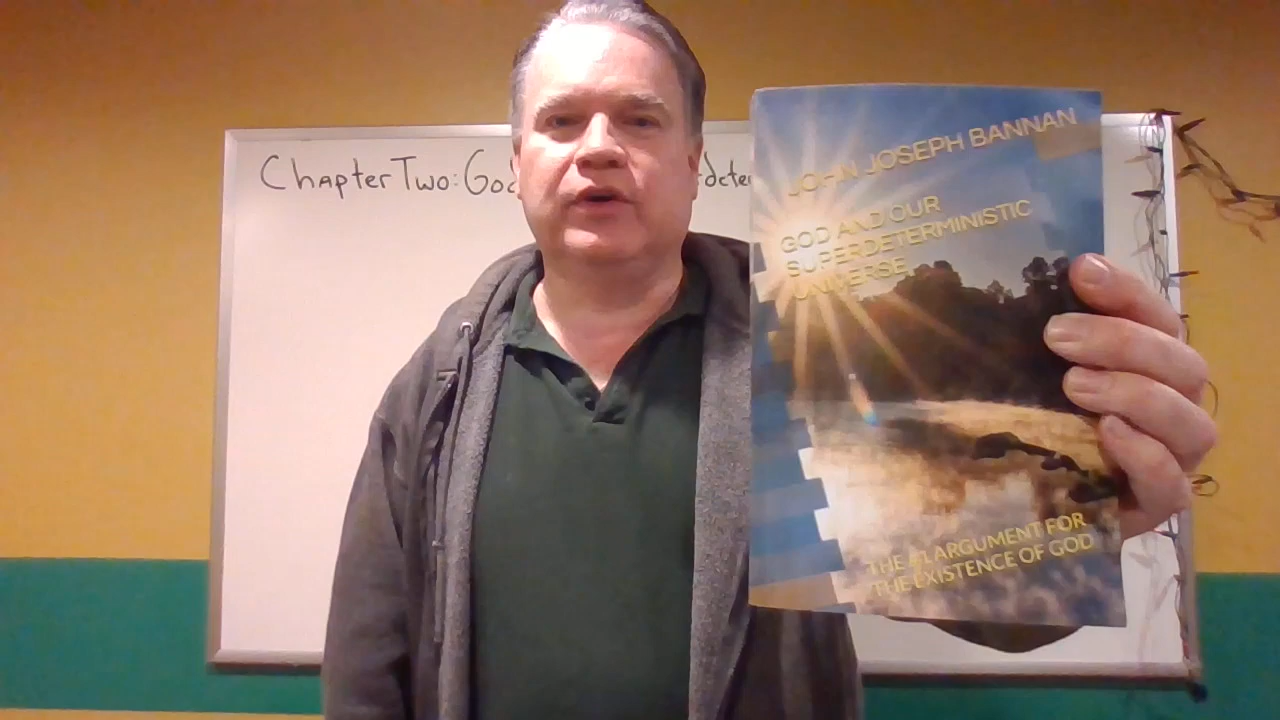 Chapter Two: God
JOHN JOSEPH BANNAN
GOD AND OUR
SUPERDETERMINISTIC
UNIVERSE
THE #1 ARGUMENT FOR
THE EXISTENCE OF GOD